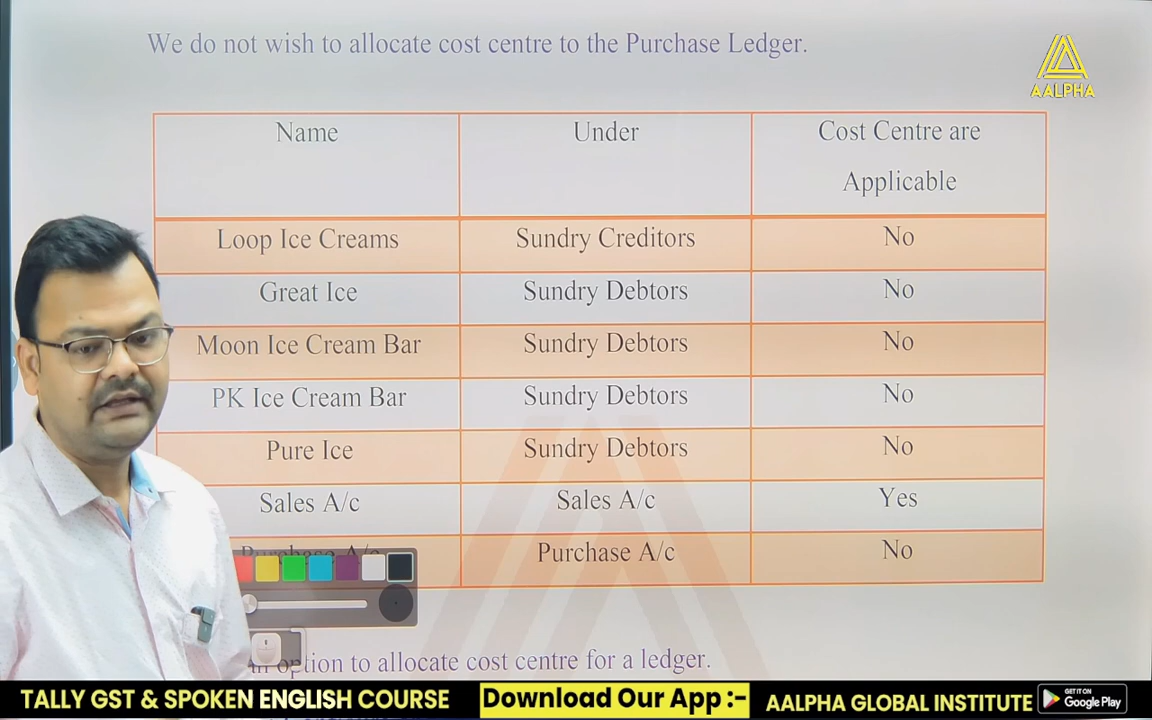 We do not wish to allocate cost centre to the Purchase Ledger.
AALPHA
Name Under Cost Centre are
Applicable
Loop Ice Creams Sundry Creditors No
Great Ice Sundry Debtors No
Moon Ice Cream Bar Sundry Debtors No
PK Ice Cream Bar Sundry Debtors No
Pure Ice Sundry Debtors No
Sales A/c Sales A/c Yes
Purchase A/c Purchase A/c No
option to allocate cost centre for a ledger.
TALLY GST & SPOKEN ENGLISH COURSE Download Our App :- AALPHA GLOBAL INSTITUTE GET IT ON
Google Play